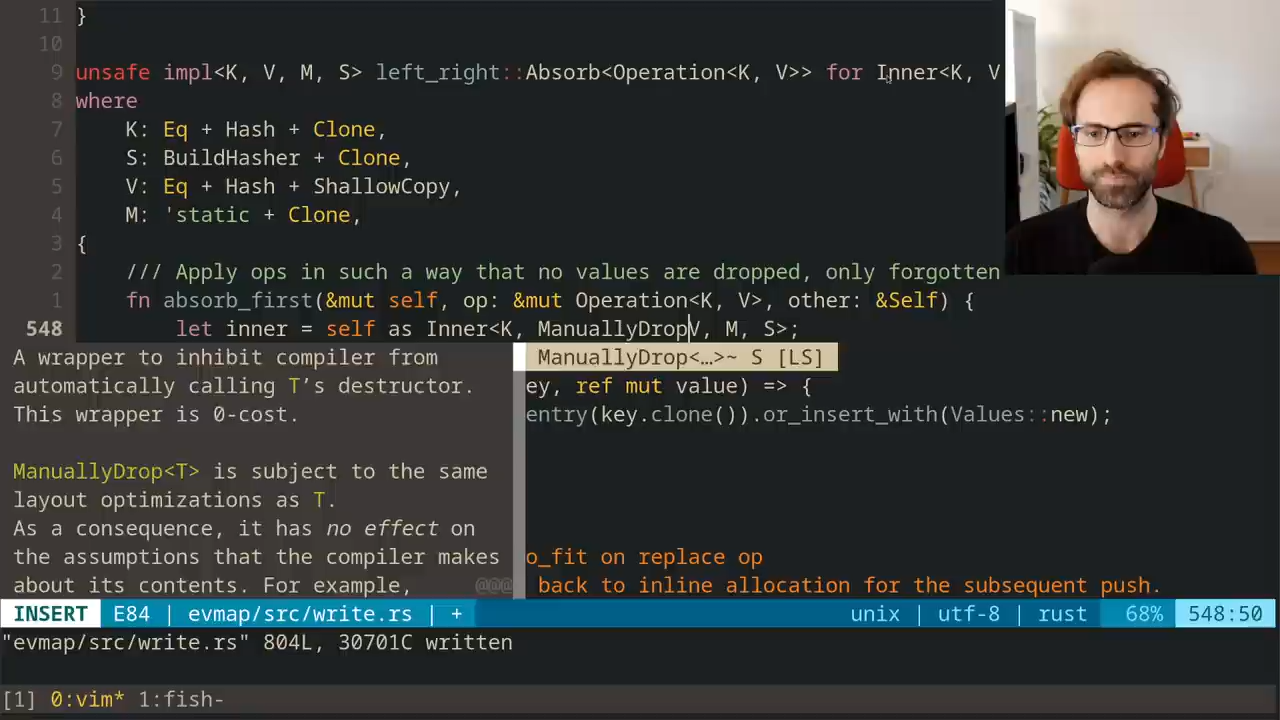 11 }
10
9 unsafe impl<K, V, M, S> left_right::Absorb<Operation<K, V>> for Inner<K, V
8 where
7     K: Eq + Hash + Clone,
6     S: BuildHasher + Clone,
5     V: Eq + Hash + ShallowCopy,
4     M: 'static + Clone,
3 {
2     /// Apply ops in such a way that no values are dropped, only forgotten
1     fn absorb_first(&mut self, op: &mut Operation<K, V>, other: &Self) {
548         let inner = self as Inner<K, ManuallyDropV, M, S>;
A wrapper to inhibit compiler from ManuallyDrop<…>~ S [LS]
automatically calling T’s destructor. ey, ref mut value) => {
This wrapper is 0-cost. entry(key.clone()).or_insert_with(Values::new);
ManuallyDrop<T> is subject to the same
layout optimizations as T.
As a consequence, it has no effect on
the assumptions that the compiler makes o_fit on replace op
about its contents. For example, @@@ back to inline allocation for the subsequent push.
INSERT E84 | evmap/src/write.rs | + unix | utf-8 | rust 68% 548:50
"evmap/src/write.rs" 804L, 30701C written
[1] 0:vim* 1:fish-